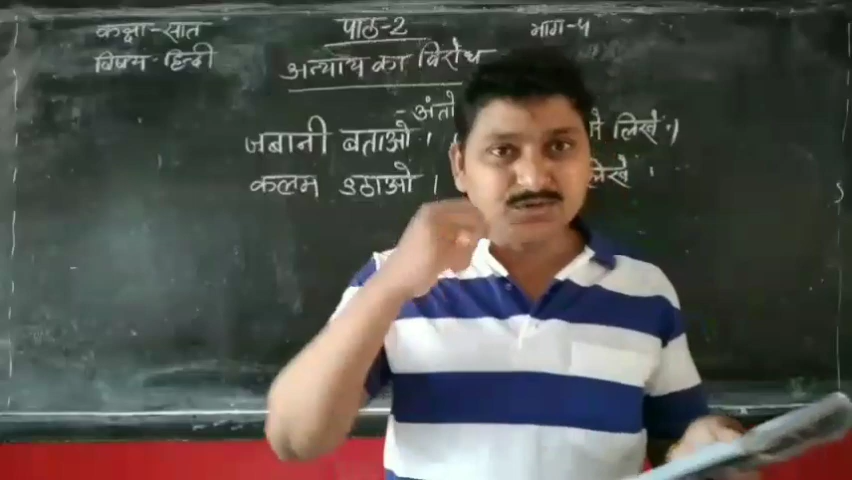 कक्षा-सात पाठ-2 भाग-5
विषय-हिन्दी
अन्याय का विरोध
- अंतो
जबानी बताओ। में लिखें।
कलम उठाओ। लिखें।